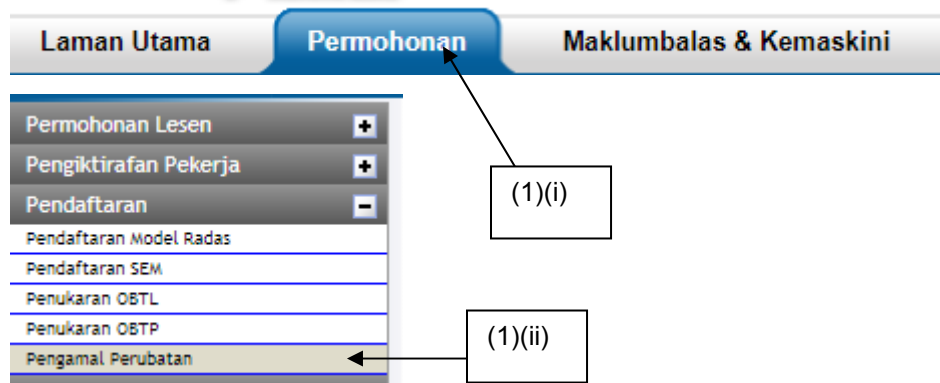 Laman Utama Permohonan Maklumbalas & Kemaskini
Permohonan Lesen
Pengiktirafan Pekerja
Pendaftaran
(1)(i)
Pendaftaran Model Radas
Pendaftaran SEM
Penukaran OBTL
Penukaran OBTP
(1)(ii)
Pengamal Perubatan